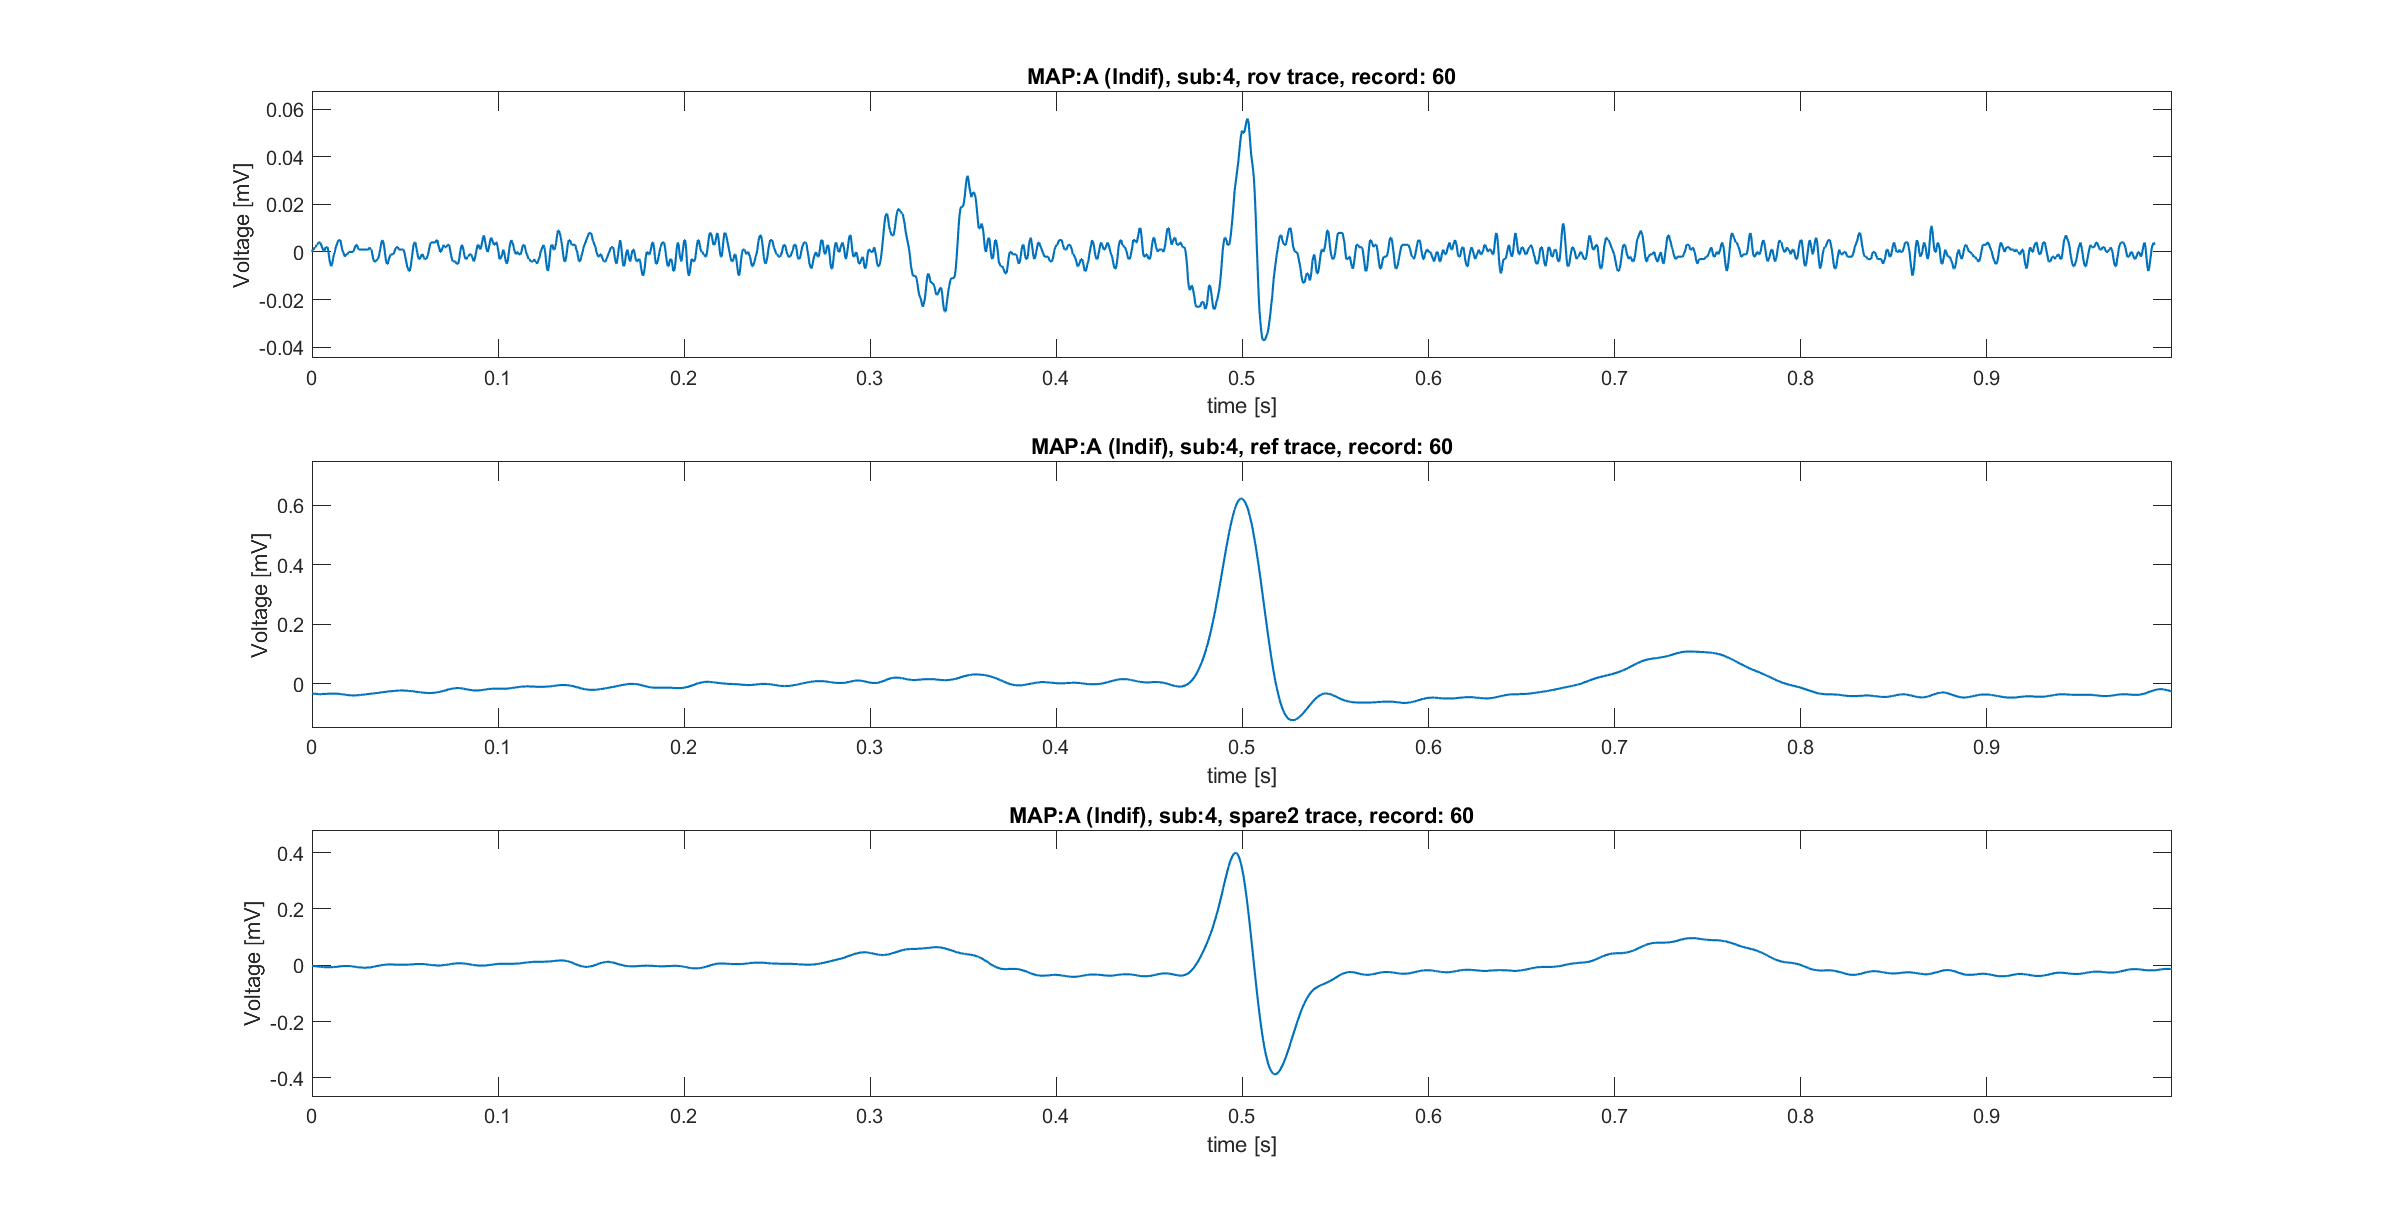 MAP:A (Indif), sub:4, rov trace, record: 60
Voltage [mV]
0.06
0.04
0.02
0
-0.02
-0.04
0 0.1 0.2 0.3 0.4 0.5 0.6 0.7 0.8 0.9
time [s]
MAP:A (Indif), sub:4, ref trace, record: 60
Voltage [mV]
0.6
0.4
0.2
0
0 0.1 0.2 0.3 0.4 0.5 0.6 0.7 0.8 0.9
time [s]
MAP:A (Indif), sub:4, spare2 trace, record: 60
Voltage [mV]
0.4
0.2
0
-0.2
-0.4
0 0.1 0.2 0.3 0.4 0.5 0.6 0.7 0.8 0.9
time [s]